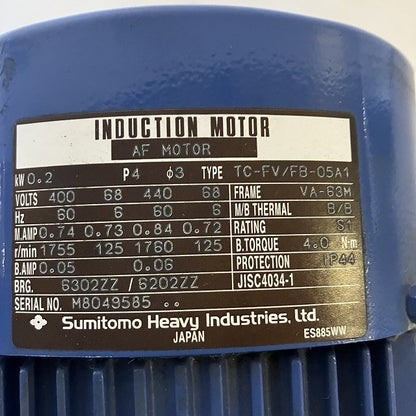 INDUCTION MOTOR
AF MOTOR
kW 0.2 P4 ϕ3 TYPE TC-FV/FB-05A1
VOLTS 400 68 440 68 FRAME VA-63M
Hz 60 6 60 6 M/B THERMAL B/B
M.AMP 0.74 0.73 0.84 0.72 RATING S1
r/min 1755 125 1760 125 B.TORQUE 4.0 N·m
B.AMP 0.05 0.06 PROTECTION IP44
BRG. 6302ZZ / 6202ZZ JISC4034-1
SERIAL NO. M8049585 ..
Sumitomo Heavy Industries, Ltd.
JAPAN ES885WW